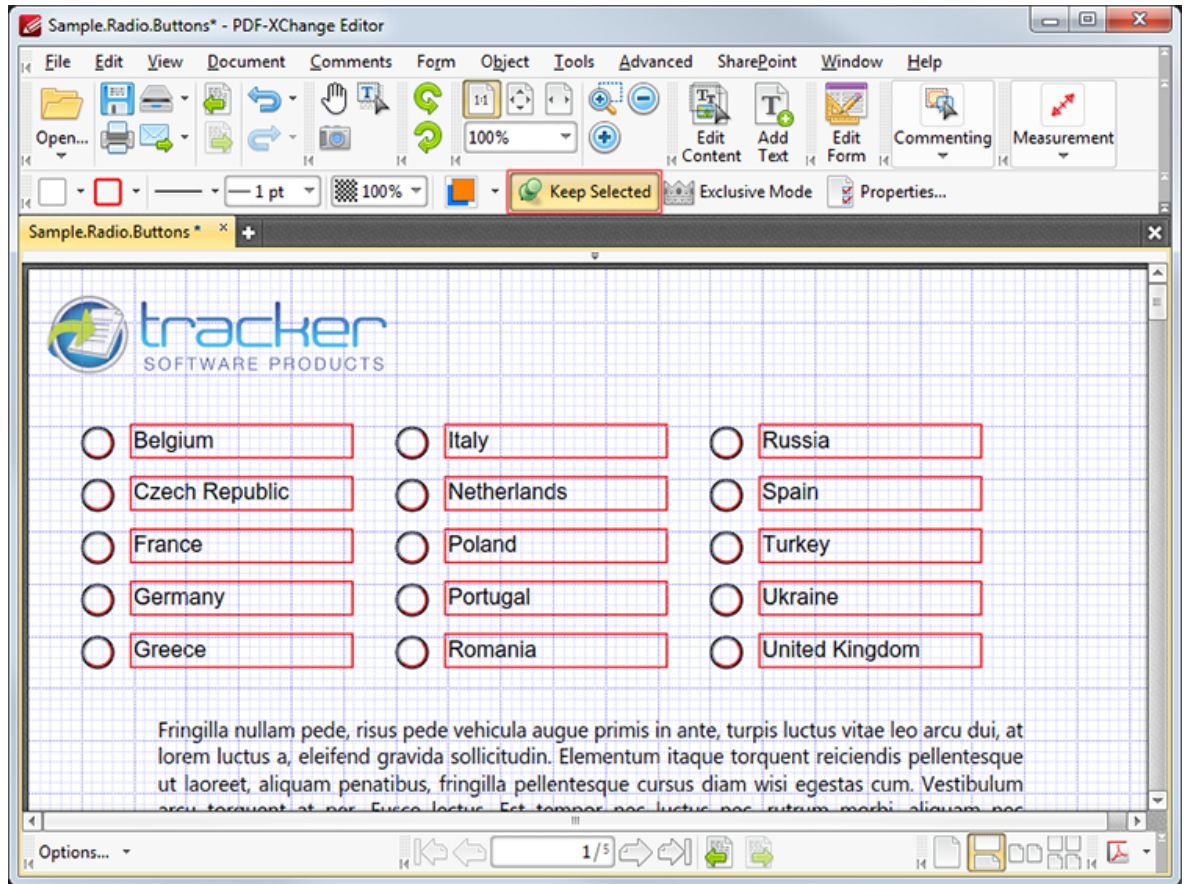 Sample.Radio.Buttons* - PDF-XChange Editor
File Edit View Document Comments Form Object Tools Advanced SharePoint Window Help
Open... 100% Edit Content Add Text Edit Form Commenting Measurement
1 pt 100% Keep Selected Exclusive Mode Properties...
Sample.Radio.Buttons *
tracker
SOFTWARE PRODUCTS
Belgium Italy Russia
Czech Republic Netherlands Spain
France Poland Turkey
Germany Portugal Ukraine
Greece Romania United Kingdom
Fringilla nullam pede, risus pede vehicula augue primis in ante, turpis luctus vitae leo arcu dui, at
lorem luctus a, eleifend gravida sollicitudin. Elementum itaque torquent reiciendis pellentesque
ut laoreet, aliquam penatibus, fringilla pellentesque cursus diam wisi egestas cum. Vestibulum
Options... 1/5